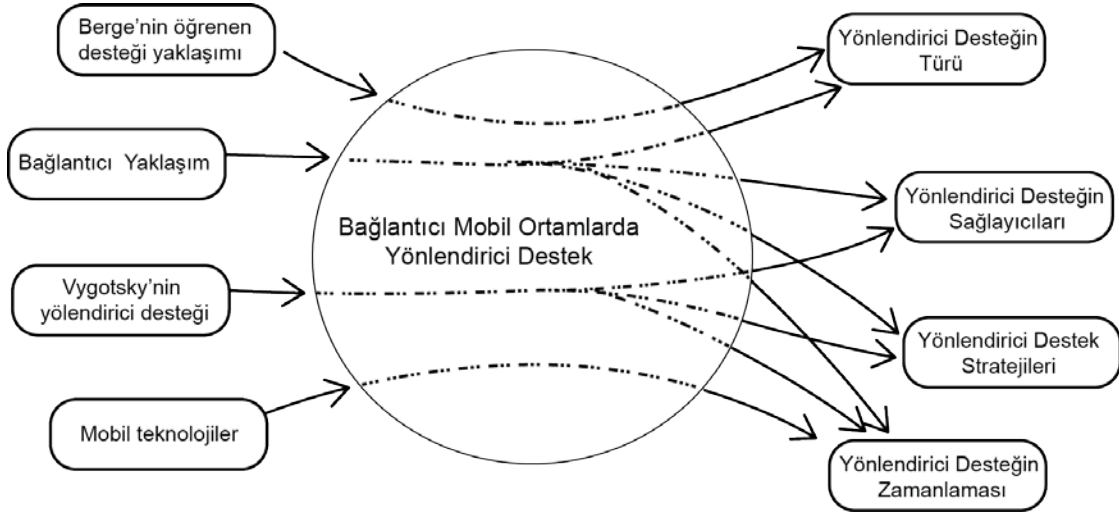 Berge’nin öğrenen
desteği yaklaşımı
Bağlantıcı Yaklaşım
Vygotsky’nin
yölendirici desteği
Mobil teknolojiler
Bağlantıcı Mobil Ortamlarda
Yönlendirici Destek
Yönlendirici Desteğin
Türü
Yönlendirici Desteğin
Sağlayıcıları
Yönlendirici Destek
Stratejileri
Yönlendirici Desteğin
Zamanlaması